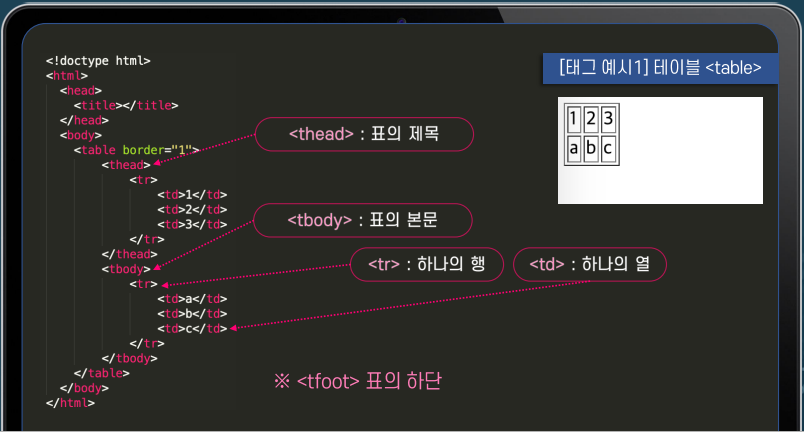 <!doctype html>
<html>
<head>
<title></title>
</head>
<body>
<table border="1">
<thead>
<tr>
<td>1</td>
<td>2</td>
<td>3</td>
</tr>
</thead>
<tbody>
<tr>
<td>a</td>
<td>b</td>
<td>c</td>
</tr>
</tbody>
</table>
</body>
</html>
[태그 예시1] 테이블 <table>
1 2 3
a b c
<thead> : 표의 제목
<tbody> : 표의 본문
<tr> : 하나의 행
<td> : 하나의 열
※ <tfoot> 표의 하단